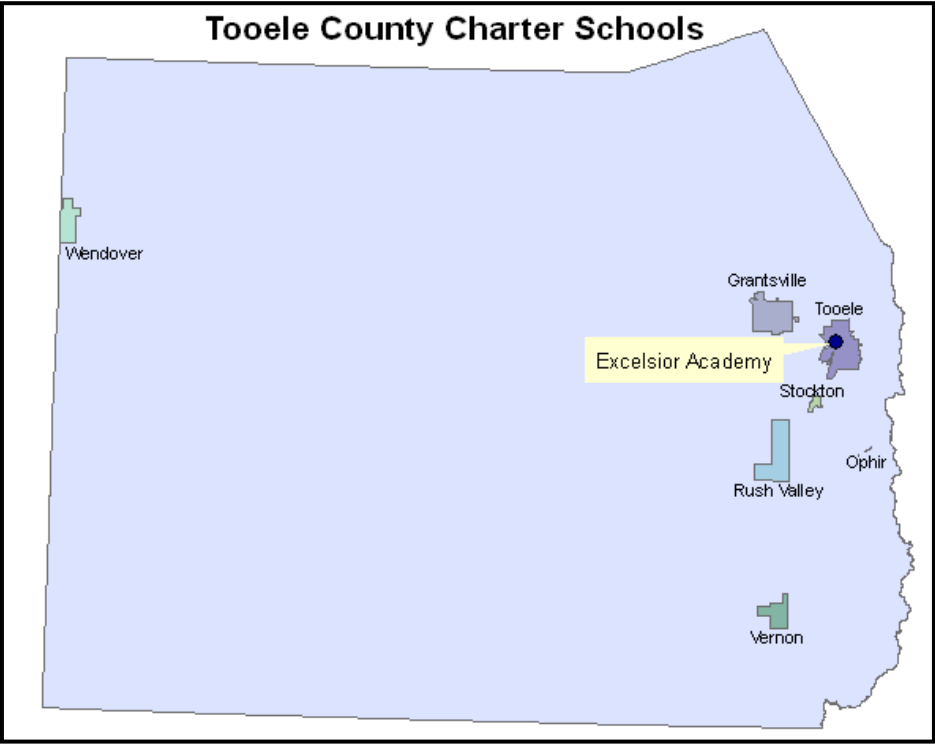 Tooele County Charter Schools
Wendover
Grantsville
Tooele
Excelsior Academy
Stockton
Ophir
Rush Valley
Vernon